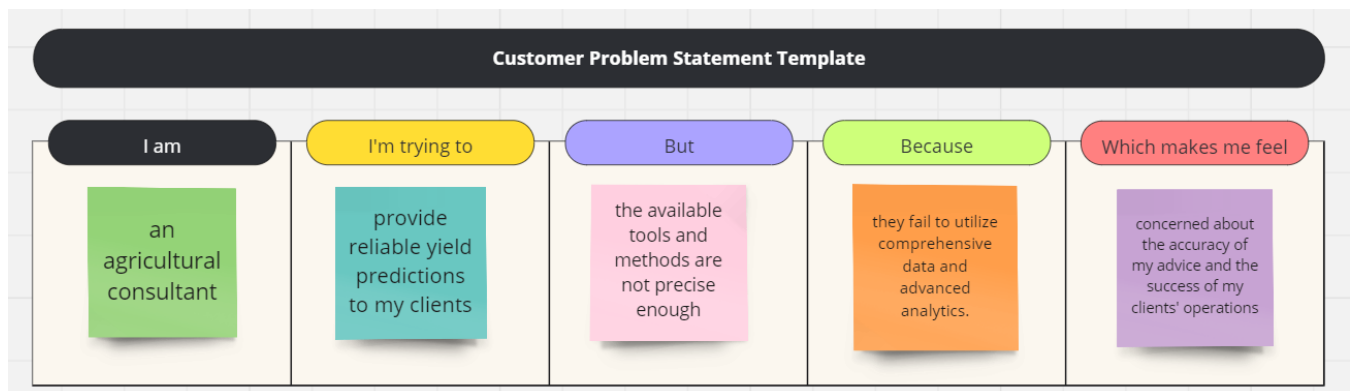 Customer Problem Statement Template
I am
I'm trying to
But
Because
Which makes me feel
an
agricultural
consultant
provide
reliable yield
predictions
to my clients
the available
tools and
methods are
not precise
enough
they fail to utilize
comprehensive
data and
advanced
analytics.
concerned about
the accuracy of
my advice and the
success of my
clients' operations